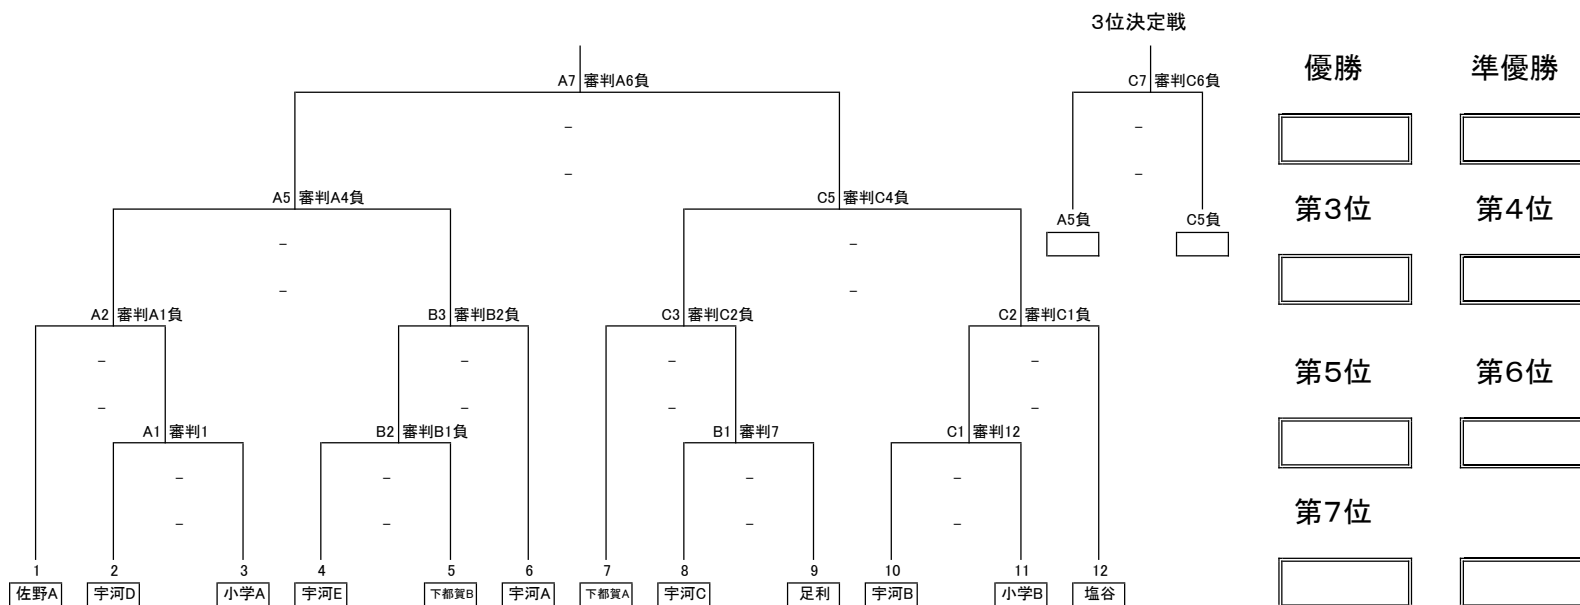 3位決定戦
優勝 準優勝
A7 審判A6負 C7 審判C6負
－ －
－ －
A5 審判A4負 C5 審判C4負 第3位 第4位
A5負 C5負
－ －
－ －
A2 審判A1負 B3 審判B2負 C3 審判C2負 C2 審判C1負
－ － － －
第5位 第6位
－ － － －
A1 審判1 B2 審判B1負 B1 審判7 C1 審判12
－ － － －
第7位
－ － － －
1 2 3 4 5 6 7 8 9 10 11 12
佐野A 宇河D 小学A 宇河E 下都賀B 宇河A 下都賀A 宇河C 足利 宇河B 小学B 塩谷